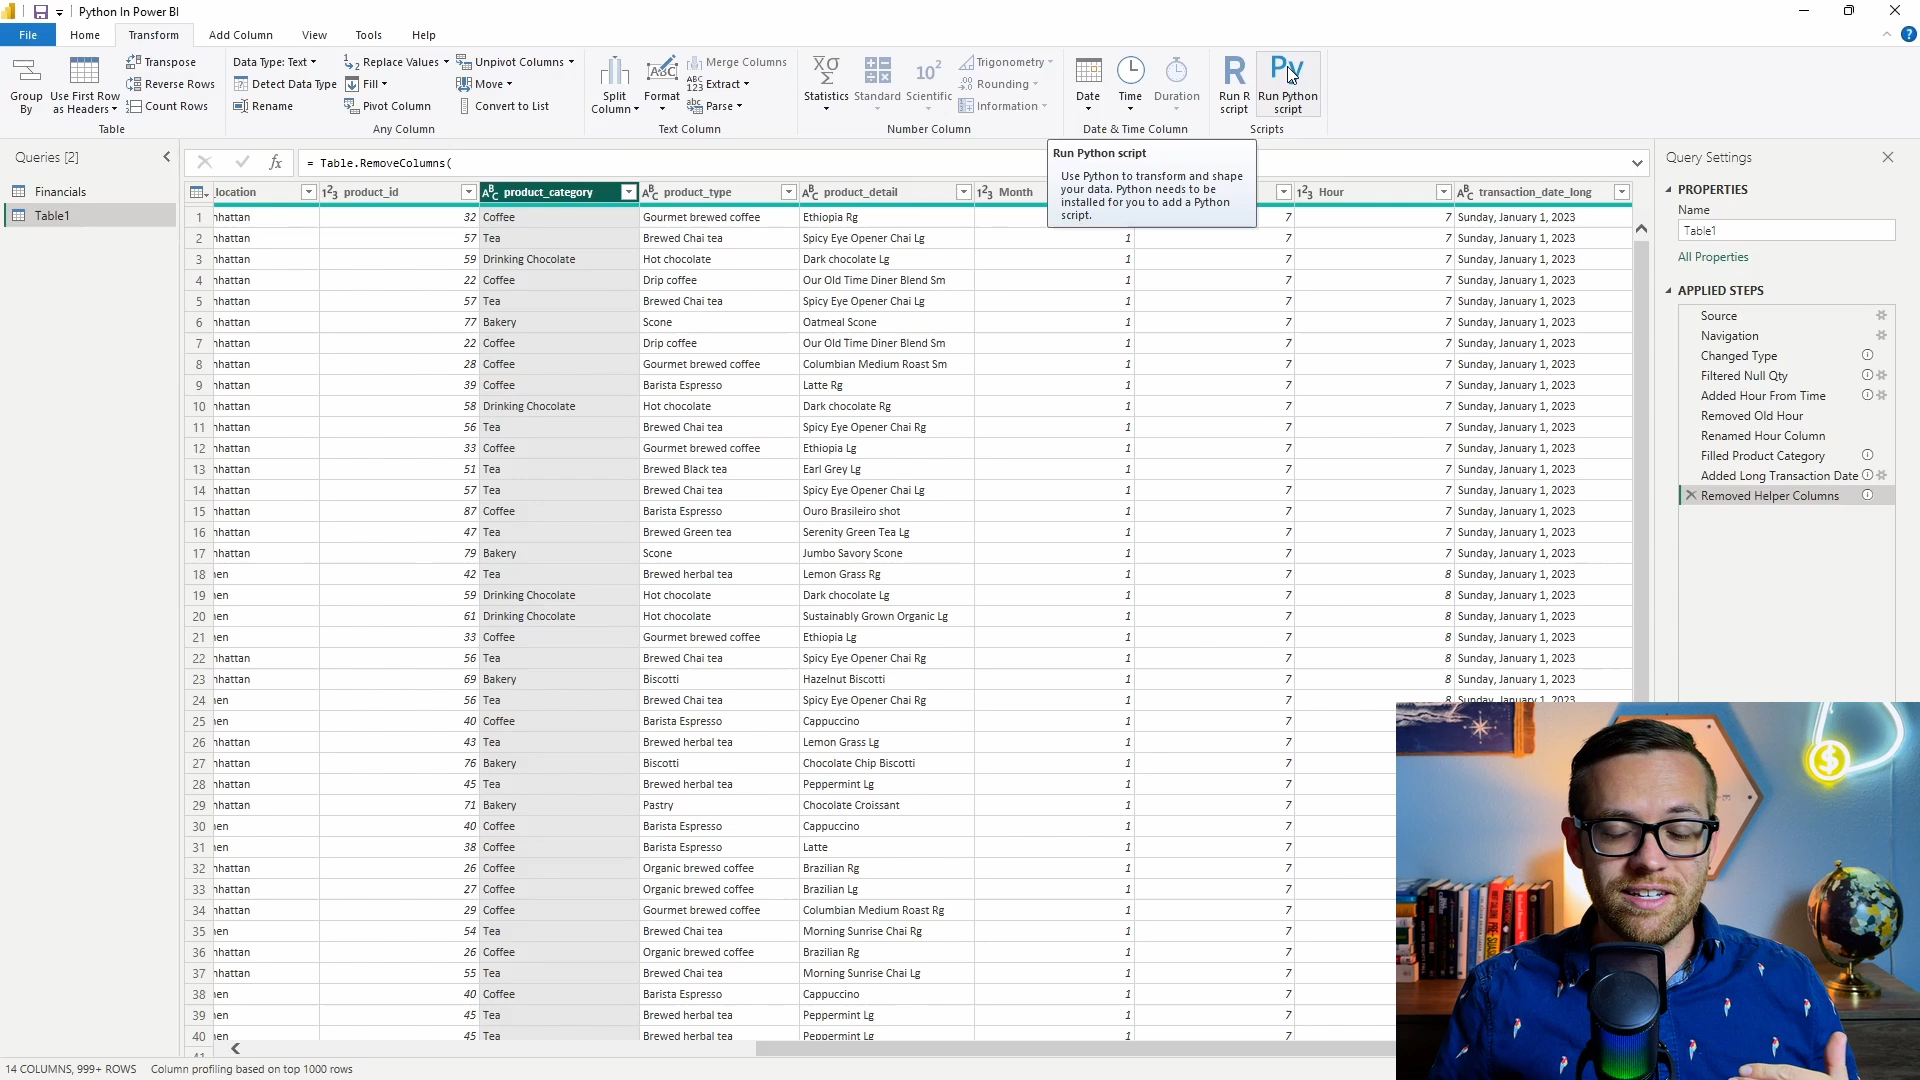 Python In Power BI
File Home Transform Add Column View Tools Help
Group By
Use First Row as Headers
Transpose
Reverse Rows
Count Rows
Table
Data Type: Text
Detect Data Type
Rename
Replace Values
Fill
Pivot Column
Unpivot Columns
Move
Convert to List
Any Column
Split Column
Format
Merge Columns
Extract
Parse
Text Column
Statistics
Standard
Scientific
Trigonometry
Rounding
Information
Number Column
Date
Time
Duration
Date & Time Column
Run R script
Run Python script
Scripts
Queries [2]
Financials
Table1
= Table.RemoveColumns(
Run Python script
Use Python to transform and shape
your data. Python needs to be
installed for you to add a Python
script.
location product_id product_category product_type product_detail Month Hour transaction_date_long
1 hattan 32 Coffee Gourmet brewed coffee Ethiopia Rg 7 7 Sunday, January 1, 2023
2 hattan 57 Tea Brewed Chai tea Spicy Eye Opener Chai Lg 1 7 7 Sunday, January 1, 2023
3 hattan 59 Drinking Chocolate Hot chocolate Dark chocolate Lg 1 7 7 Sunday, January 1, 2023
4 hattan 22 Coffee Drip coffee Our Old Time Diner Blend Sm 1 7 7 Sunday, January 1, 2023
5 hattan 57 Tea Brewed Chai tea Spicy Eye Opener Chai Lg 1 7 7 Sunday, January 1, 2023
6 hattan 77 Bakery Scone Oatmeal Scone 1 7 7 Sunday, January 1, 2023
7 hattan 22 Coffee Drip coffee Our Old Time Diner Blend Sm 1 7 7 Sunday, January 1, 2023
8 hattan 28 Coffee Gourmet brewed coffee Columbian Medium Roast Sm 1 7 7 Sunday, January 1, 2023
9 hattan 39 Coffee Barista Espresso Latte Rg 1 7 7 Sunday, January 1, 2023
10 hattan 58 Drinking Chocolate Hot chocolate Dark chocolate Rg 1 7 7 Sunday, January 1, 2023
11 hattan 56 Tea Brewed Chai tea Spicy Eye Opener Chai Rg 1 7 7 Sunday, January 1, 2023
12 hattan 33 Coffee Gourmet brewed coffee Ethiopia Lg 1 7 7 Sunday, January 1, 2023
13 hattan 51 Tea Brewed Black tea Earl Grey Lg 1 7 7 Sunday, January 1, 2023
14 hattan 57 Tea Brewed Chai tea Spicy Eye Opener Chai Lg 1 7 7 Sunday, January 1, 2023
15 hattan 87 Coffee Barista Espresso Ouro Brasileiro shot 1 7 7 Sunday, January 1, 2023
16 hattan 47 Tea Brewed Green tea Serenity Green Tea Lg 1 7 7 Sunday, January 1, 2023
17 hattan 79 Bakery Scone Jumbo Savory Scone 1 7 7 Sunday, January 1, 2023
18 en 42 Tea Brewed herbal tea Lemon Grass Rg 1 7 8 Sunday, January 1, 2023
19 en 59 Drinking Chocolate Hot chocolate Dark chocolate Lg 1 7 8 Sunday, January 1, 2023
20 en 61 Drinking Chocolate Hot chocolate Sustainably Grown Organic Lg 1 7 8 Sunday, January 1, 2023
21 en 33 Coffee Gourmet brewed coffee Ethiopia Lg 1 7 8 Sunday, January 1, 2023
22 hattan 56 Tea Brewed Chai tea Spicy Eye Opener Chai Rg 1 7 8 Sunday, January 1, 2023
23 hattan 69 Bakery Biscotti Hazelnut Biscotti 1 7 8 Sunday, January 1, 2023
24 en 56 Tea Brewed Chai tea Spicy Eye Opener Chai Rg 1 7 8 Sunday, January 1, 2023
25 en 40 Coffee Barista Espresso Cappuccino 1 7
26 hattan 43 Tea Brewed herbal tea Lemon Grass Lg 1 7
27 hattan 76 Bakery Biscotti Chocolate Chip Biscotti 1 7
28 hattan 45 Tea Brewed herbal tea Peppermint Lg 1 7
29 hattan 71 Bakery Pastry Chocolate Croissant 1 7
30 en 40 Coffee Barista Espresso Cappuccino 1 7
31 en 38 Coffee Barista Espresso Latte 1 7
32 hattan 26 Coffee Organic brewed coffee Brazilian Rg 1 7
33 hattan 27 Coffee Organic brewed coffee Brazilian Lg 1 7
34 hattan 29 Coffee Gourmet brewed coffee Columbian Medium Roast Rg 1 7
35 en 54 Tea Brewed Chai tea Morning Sunrise Chai Rg 1 7
36 hattan 26 Coffee Organic brewed coffee Brazilian Rg 1 7
37 hattan 55 Tea Brewed Chai tea Morning Sunrise Chai Lg 1 7
38 en 40 Coffee Barista Espresso Cappuccino 1 7
39 en 45 Tea Brewed herbal tea Peppermint Lg 1 7
40 en 45 Tea Brewed herbal tea Peppermint Lg 1 7
41
Query Settings
PROPERTIES
Name
Table1
All Properties
APPLIED STEPS
Source
Navigation
Changed Type
Filtered Null Qty
Added Hour From Time
Removed Old Hour
Renamed Hour Column
Filled Product Category
Added Long Transaction Date
Removed Helper Columns
14 COLUMNS, 999+ ROWS Column profiling based on top 1000 rows